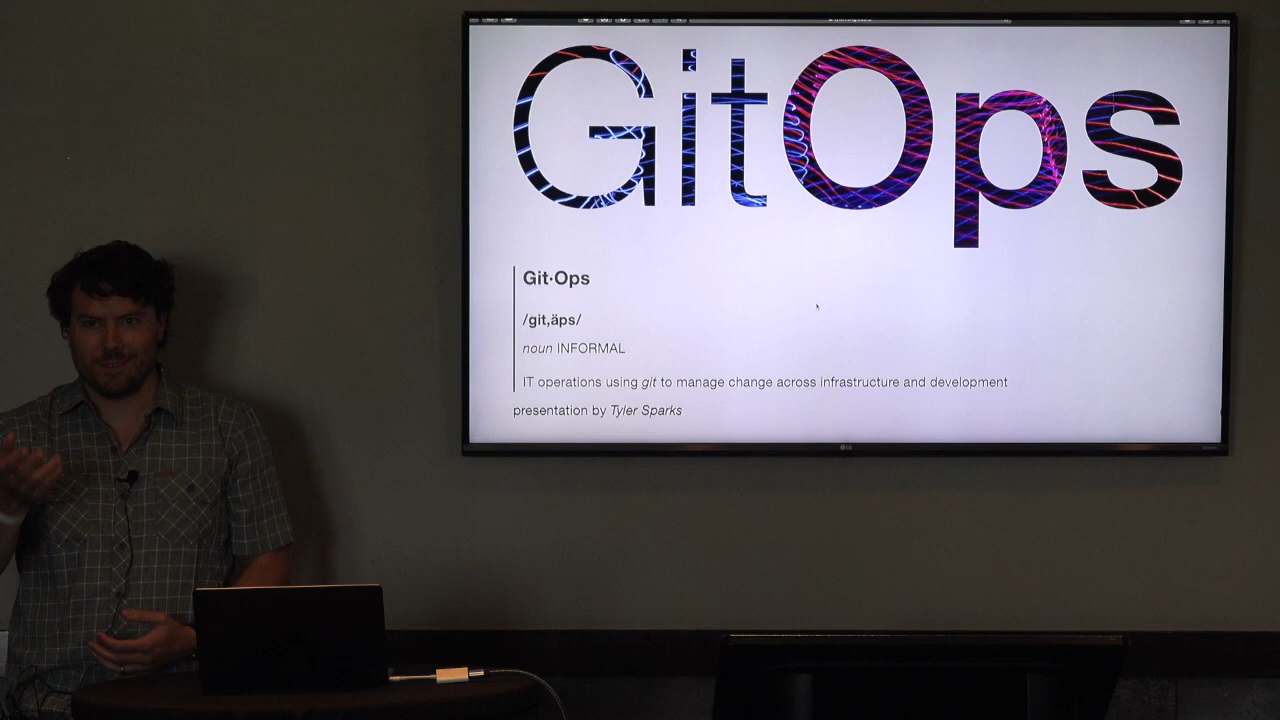 GitOps
Git·Ops
/git,äps/
noun INFORMAL
IT operations using git to manage change across infrastructure and development
presentation by Tyler Sparks
LG